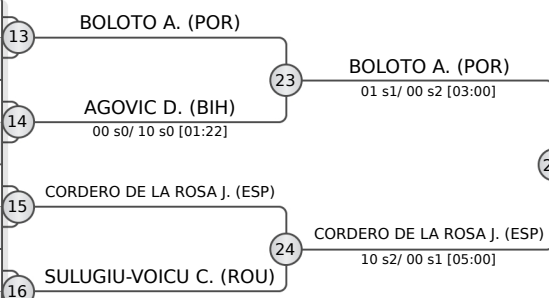 BOLOTO A. (POR)
13
23
BOLOTO A. (POR)
01 s1/ 00 s2 [03:00]
AGOVIC D. (BIH)
14
00 s0/ 10 s0 [01:22]
CORDERO DE LA ROSA J. (ESP)
15
24
CORDERO DE LA ROSA J. (ESP)
10 s2/ 00 s1 [05:00]
SULUGIU-VOICU C. (ROU)
16